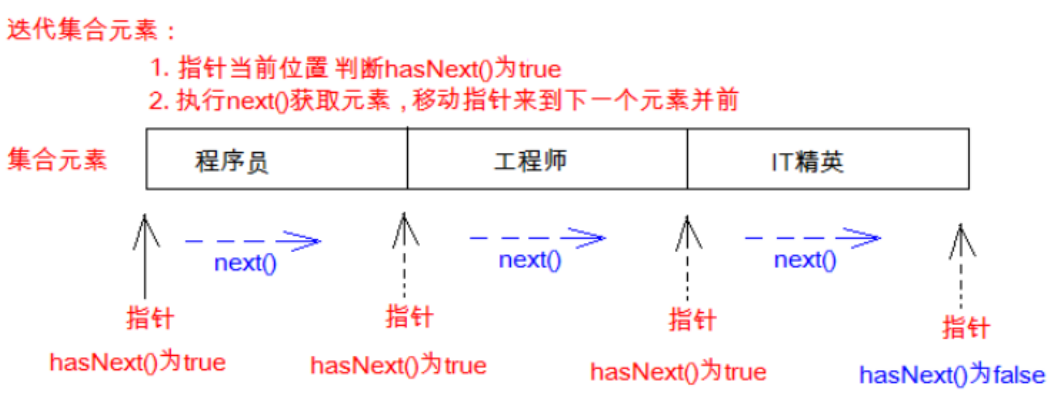 迭代集合元素：
1. 指针当前位置 判断hasNext()为true
2. 执行next()获取元素，移动指针来到下一个元素并前
集合元素 程序员 工程师 IT精英
next() next() next()
指针 指针 指针 指针
hasNext()为true hasNext()为true hasNext()为true hasNext()为false